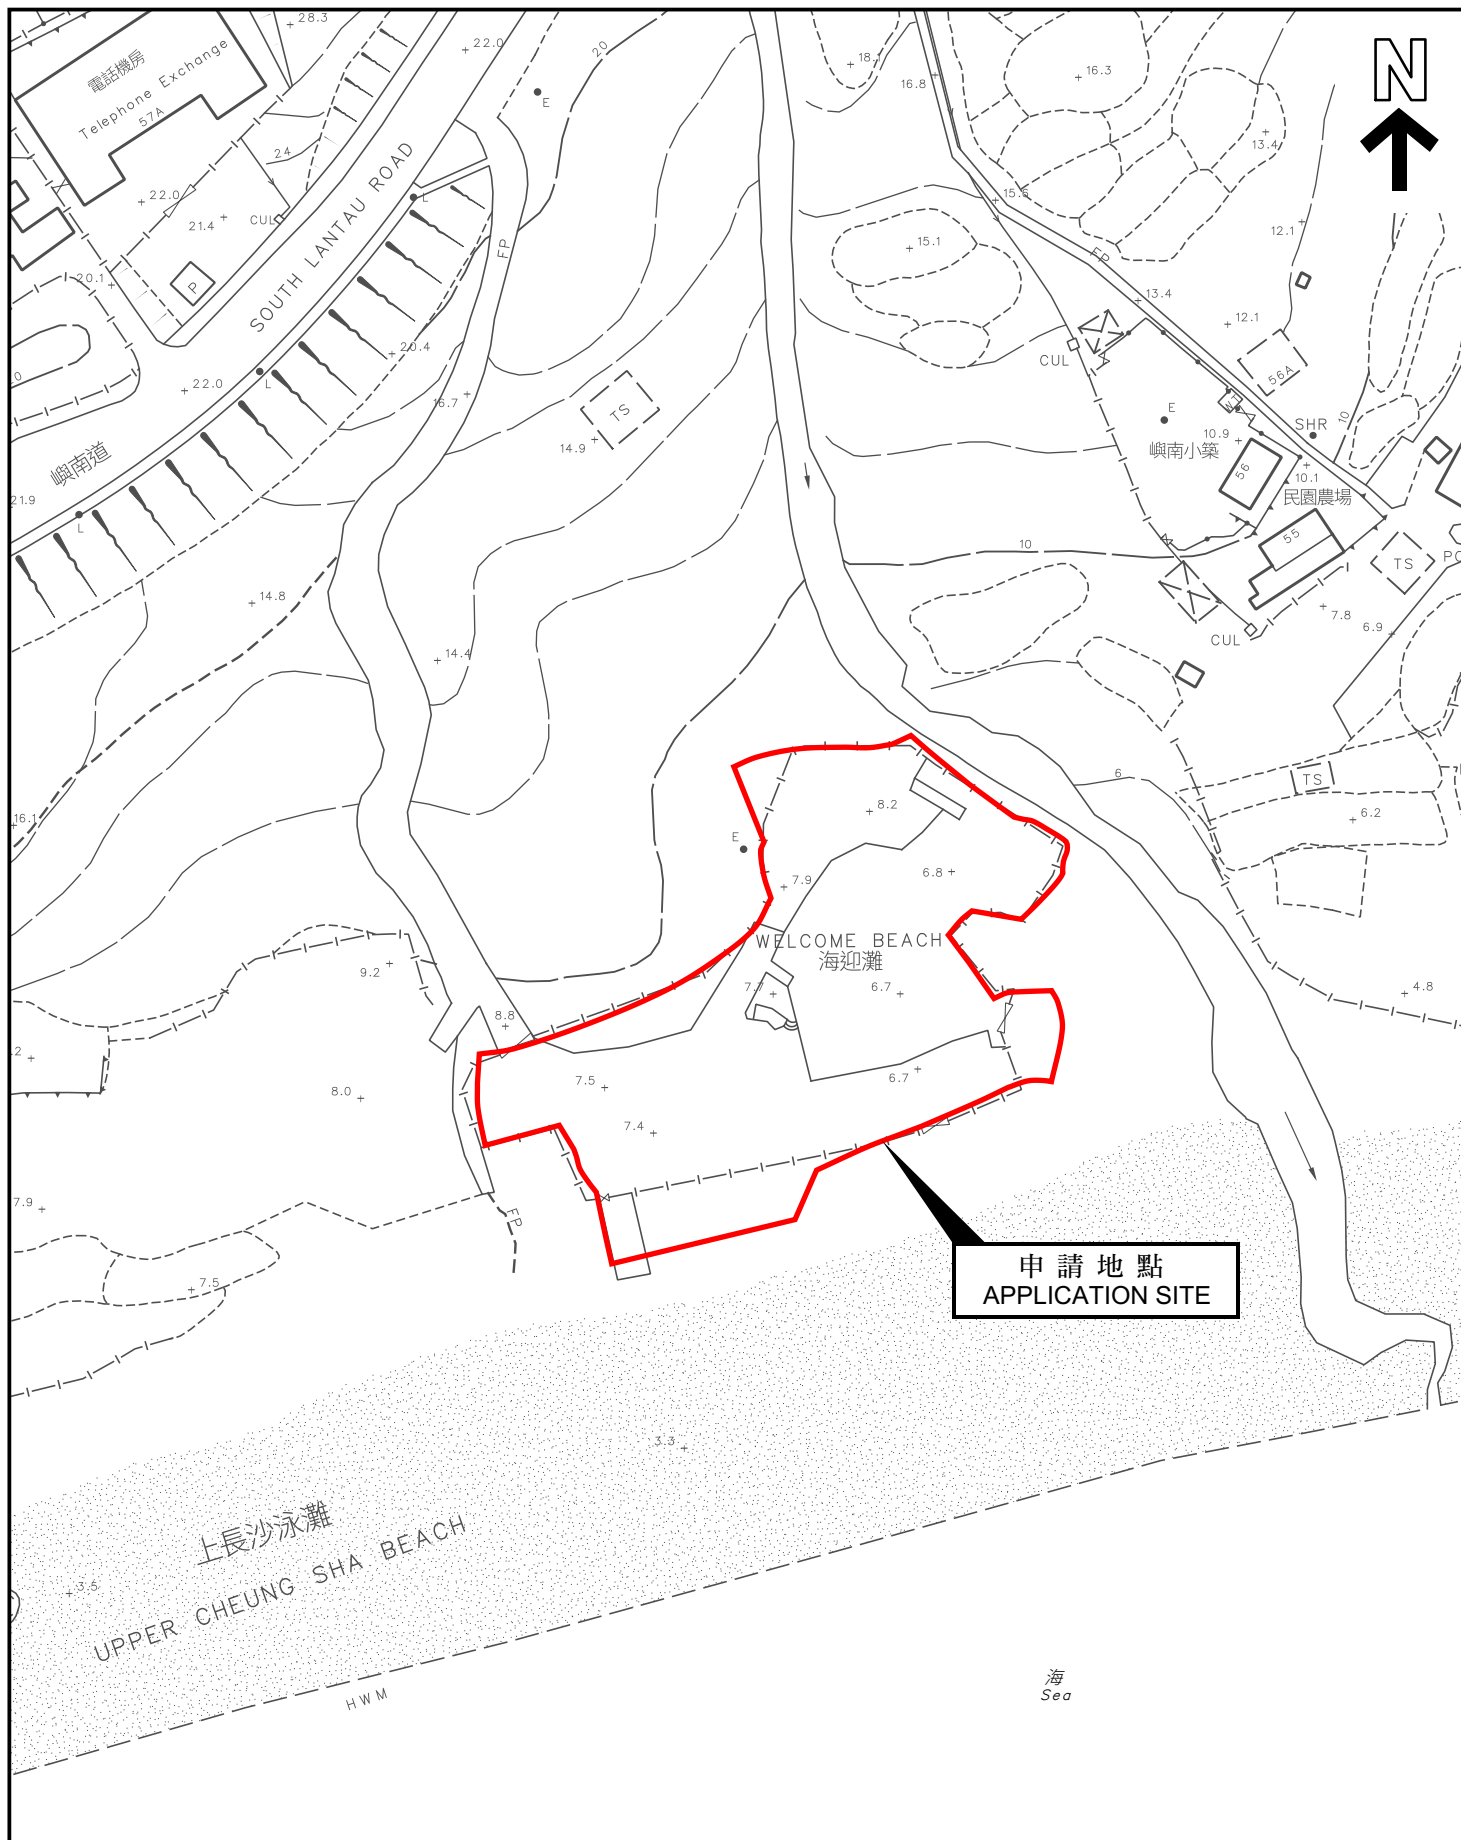 28.3
22.0
20
18.1
16.8
16.3
N
電話機房
Telephone Exchange
57A
E
13.4
24
22.0
21.4
CUL
L
15.6
12.1
15.1
FP
FP
20.1
P
SOUTH LANTAU ROAD
13.4
12.1
20.4
CUL
56A
22.0
L
16.7
TS
14.9
E
WT
10.9
SHR
10
嶼南道
嶼南小築
56
10.1
民園農場
21.9
L
10
55
TS
14.8
7.8
6.9
CUL
14.4
6
TS
16.1
8.2
6.2
E
6.8
7.9
WELCOME BEACH
海迎灘
9.2
7.7
6.7
4.8
8.8
7.5
6.7
8.0
7.4
7.9
FP
申請地點
APPLICATION SITE
7.5
3.3
上長沙泳灘
UPPER CHEUNG SHA BEACH
3.5
HWM
海
Sea